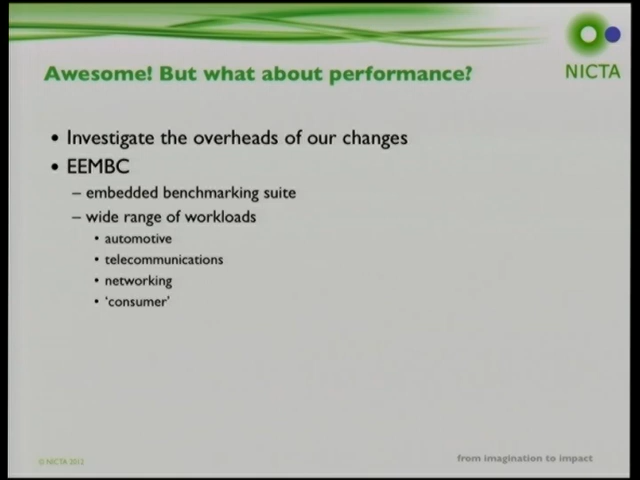 NICTA
Awesome! But what about performance?
• Investigate the overheads of our changes
• EEMBC
– embedded benchmarking suite
– wide range of workloads
• automotive
• telecommunications
• networking
• 'consumer'
© NICTA 2012
from imagination to impact